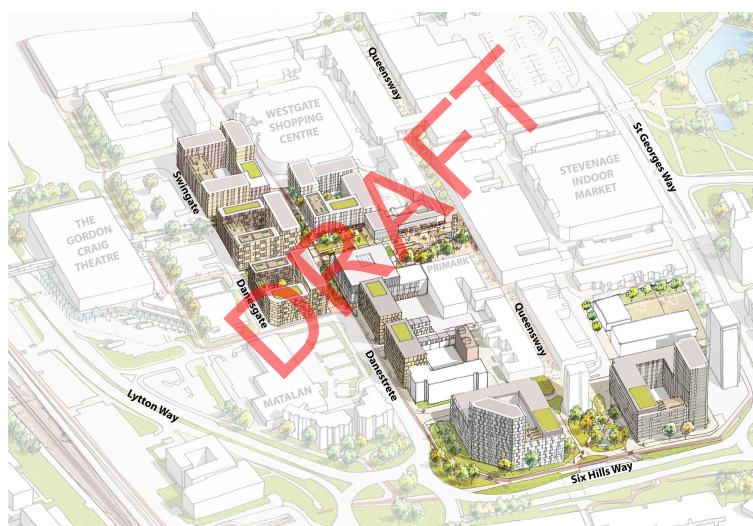 Queensway
WESTGATE
SHOPPING
CENTRE
St Georges Way
STEVENAGE
INDOOR
MARKET
Swingate
THE
GORDON
CRAIG
THEATRE
DRAFT
PRIMARK
Danesgate
Queensway
Danestrete
MATALAN
Lytton Way
Six Hills Way